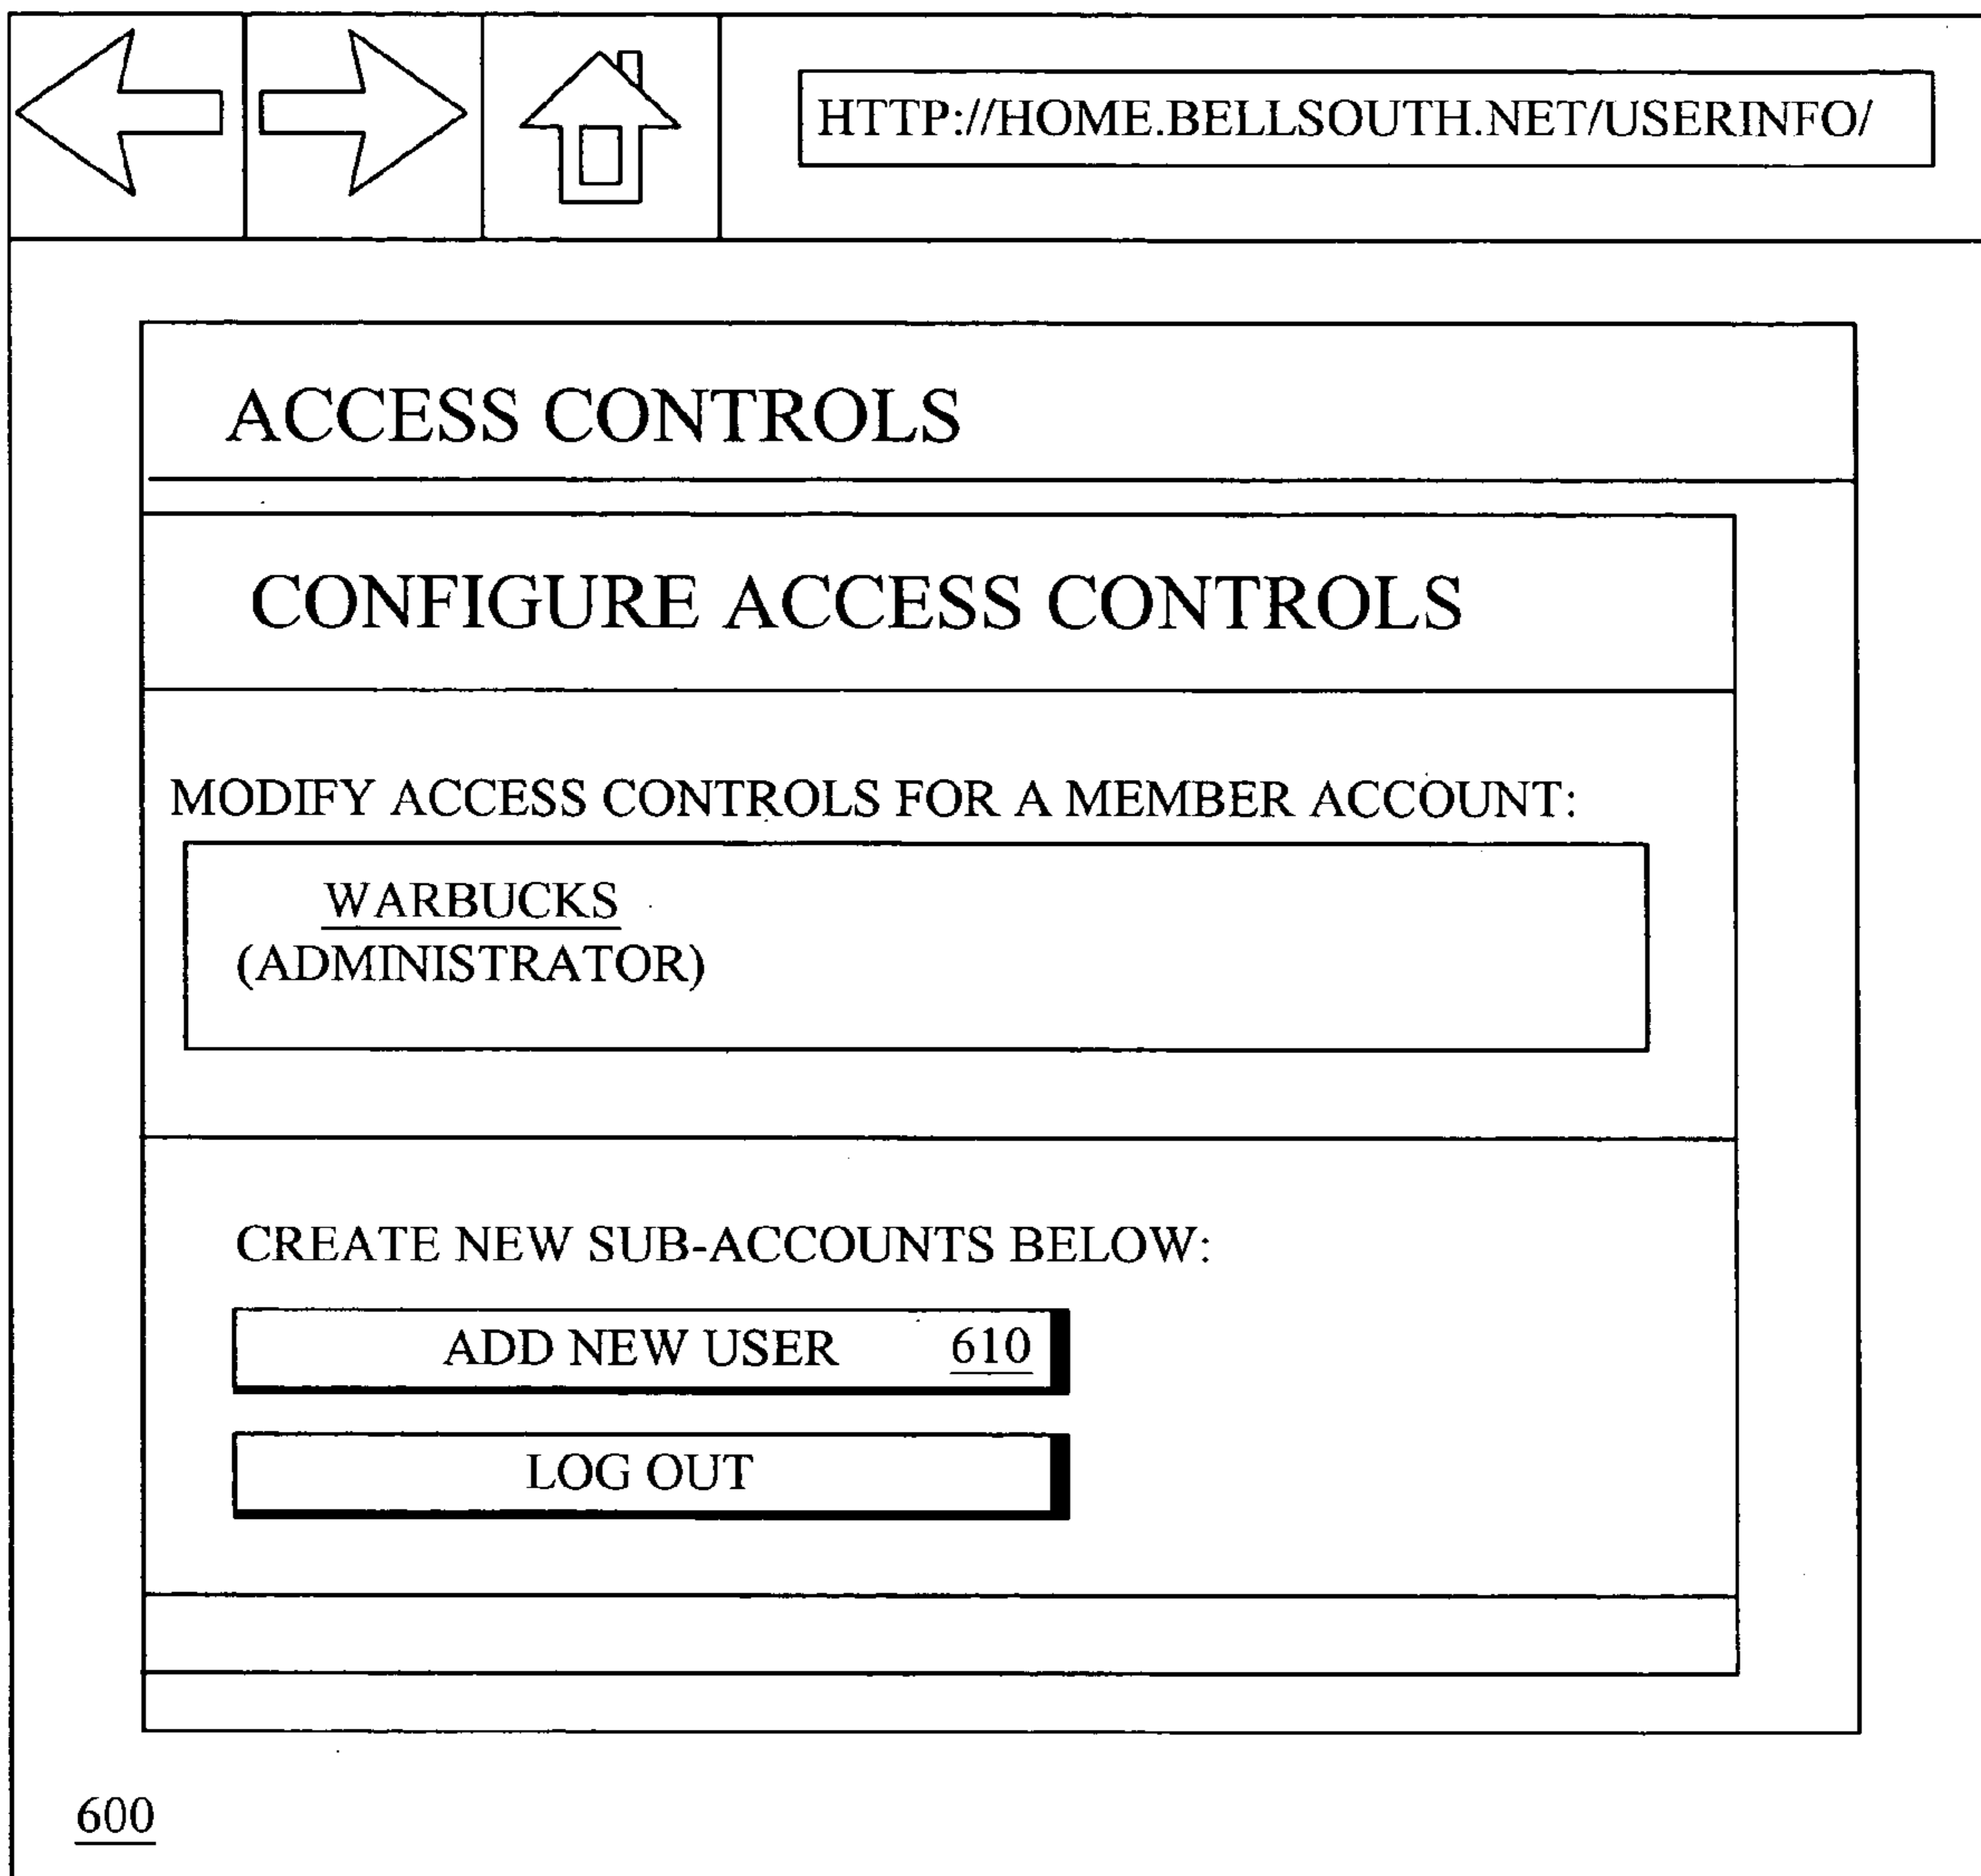 HTTP://HOME.BELLSOUTH.NET/USERINFO/
ACCESS CONTROLS
CONFIGURE ACCESS CONTROLS
MODIFY ACCESS CONTROLS FOR A MEMBER ACCOUNT:
WARBUCKS
(ADMINISTRATOR)
CREATE NEW SUB-ACCOUNTS BELOW:
ADD NEW USER 610
LOG OUT
600